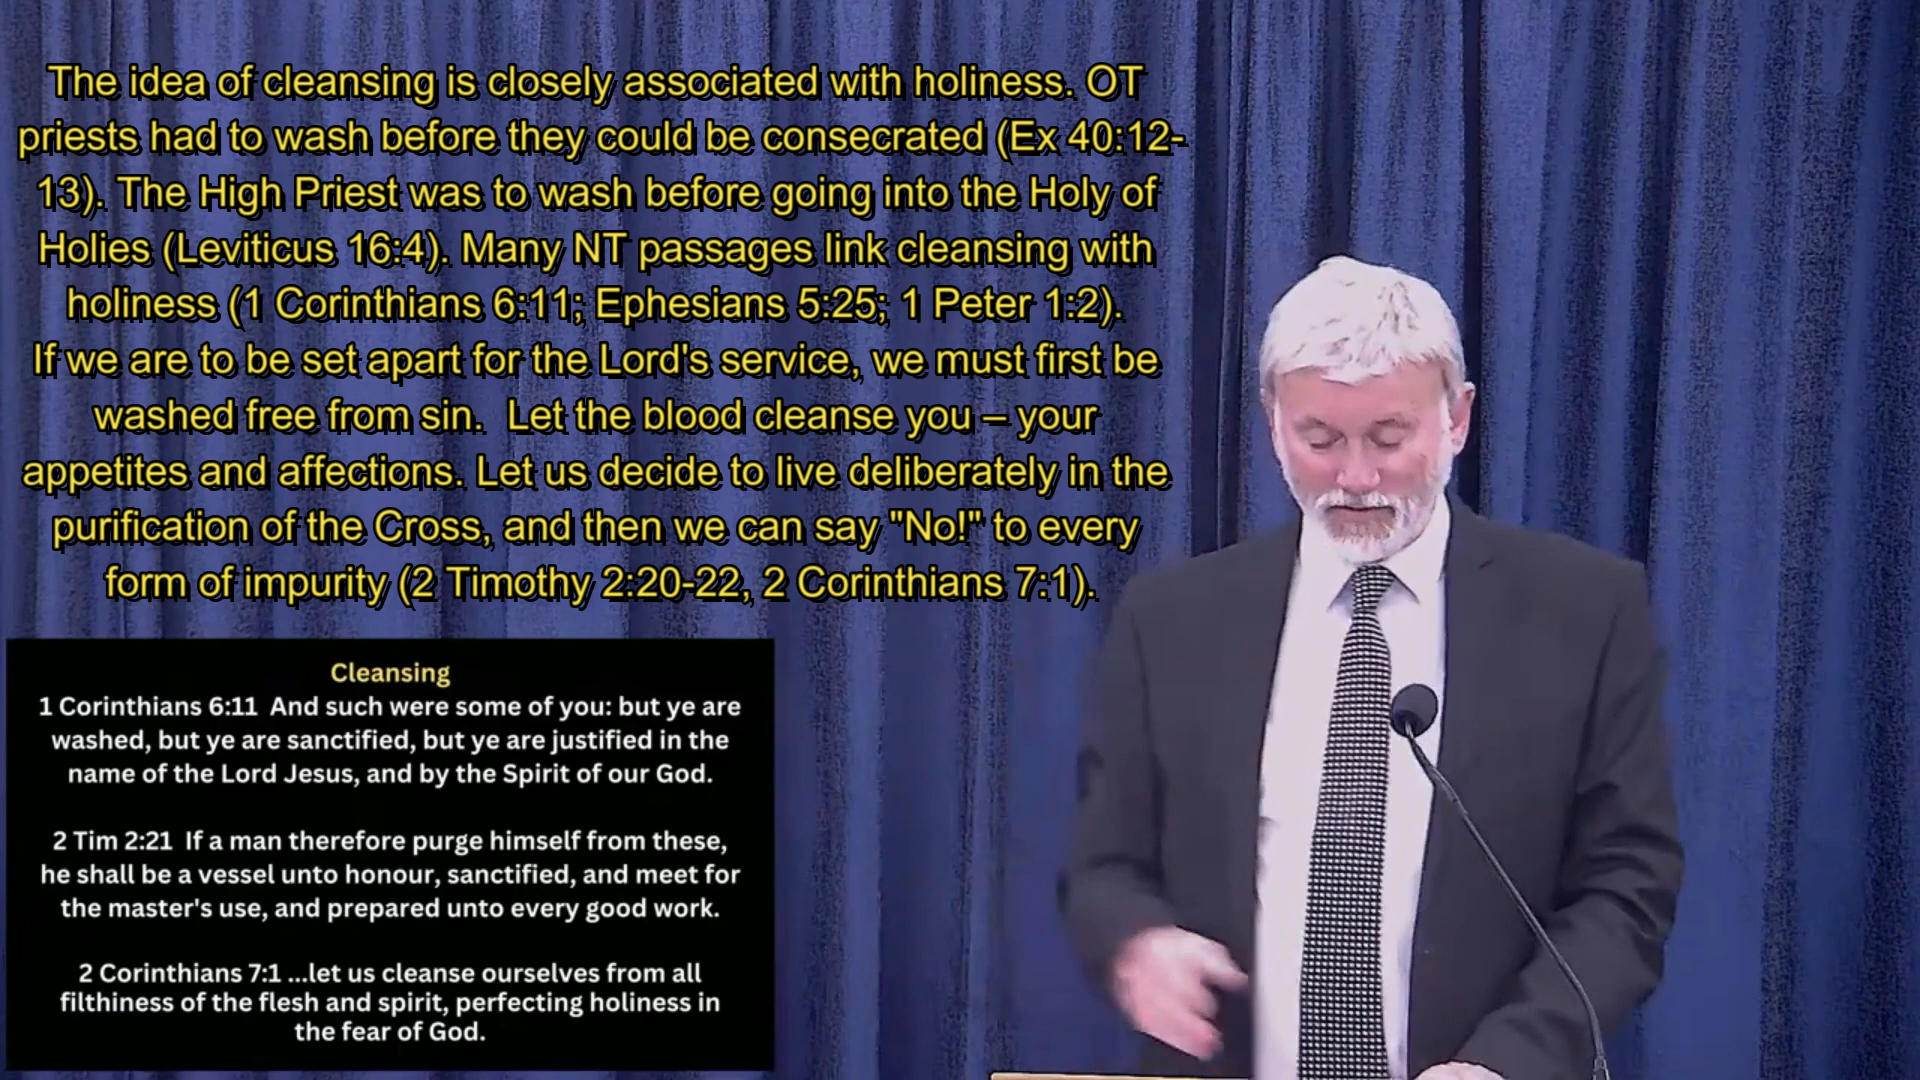 The idea of cleansing is closely associated with holiness. OT
priests had to wash before they could be consecrated (Ex 40:12-
13). The High Priest was to wash before going into the Holy of
Holies (Leviticus 16:4). Many NT passages link cleansing with
holiness (1 Corinthians 6:11; Ephesians 5:25; 1 Peter 1:2).
If we are to be set apart for the Lord's service, we must first be
washed free from sin.  Let the blood cleanse you – your
appetites and affections. Let us decide to live deliberately in the
purification of the Cross, and then we can say "No!" to every
form of impurity (2 Timothy 2:20-22, 2 Corinthians 7:1).
Cleansing
1 Corinthians 6:11  And such were some of you: but ye are
washed, but ye are sanctified, but ye are justified in the
name of the Lord Jesus, and by the Spirit of our God.
2 Tim 2:21  If a man therefore purge himself from these,
he shall be a vessel unto honour, sanctified, and meet for
the master's use, and prepared unto every good work.
2 Corinthians 7:1 ...let us cleanse ourselves from all
filthiness of the flesh and spirit, perfecting holiness in
the fear of God.